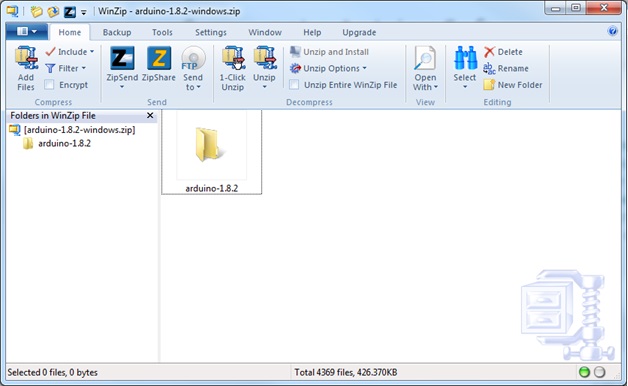 WinZip - arduino-1.8.2-windows.zip
Home Backup Tools Settings Window Help Upgrade
Add Files
Include
Filter
Encrypt
Compress
ZipSend
ZipShare
FTP
Send to
Send
1-Click Unzip
Unzip
Unzip and Install
Unzip Options
Unzip Entire WinZip File
Decompress
Open With
View
Select
Delete
Rename
New Folder
Editing
Folders in WinZip File
[arduino-1.8.2-windows.zip]
arduino-1.8.2
arduino-1.8.2
Selected 0 files, 0 bytes
Total 4369 files, 426.370KB